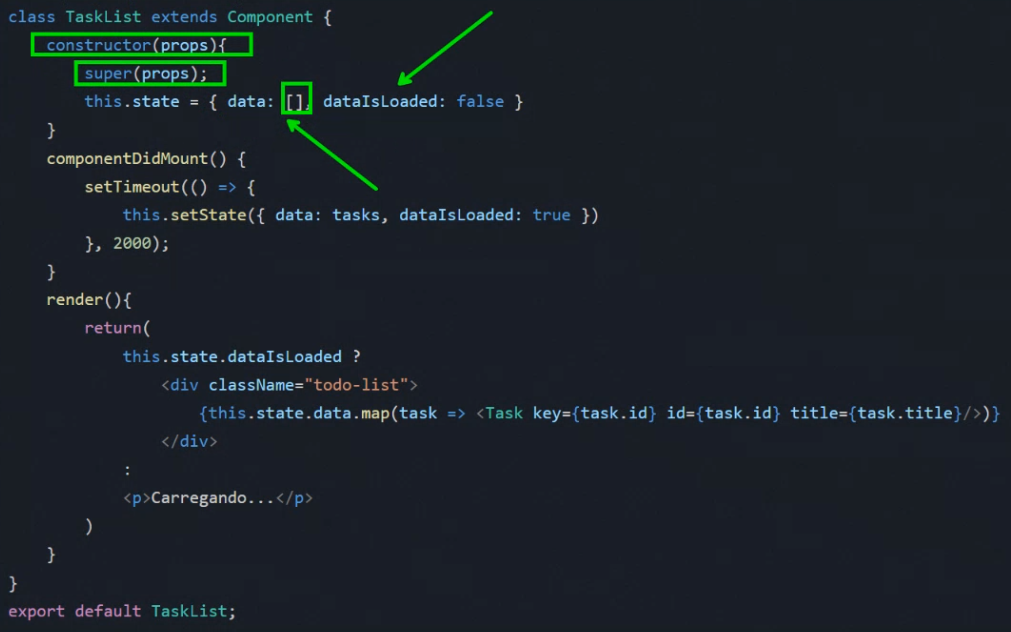 class TaskList extends Component {
constructor(props){
super(props);
this.state = { data: [], dataIsLoaded: false }
}
componentDidMount() {
setTimeout(() => {
this.setState({ data: tasks, dataIsLoaded: true })
}, 2000);
}
render(){
return(
this.state.dataIsLoaded ?
<div className="todo-list">
{this.state.data.map(task => <Task key={task.id} id={task.id} title={task.title}/>)}
</div>
:
<p>Carregando...</p>
)
}
}
export default TaskList;